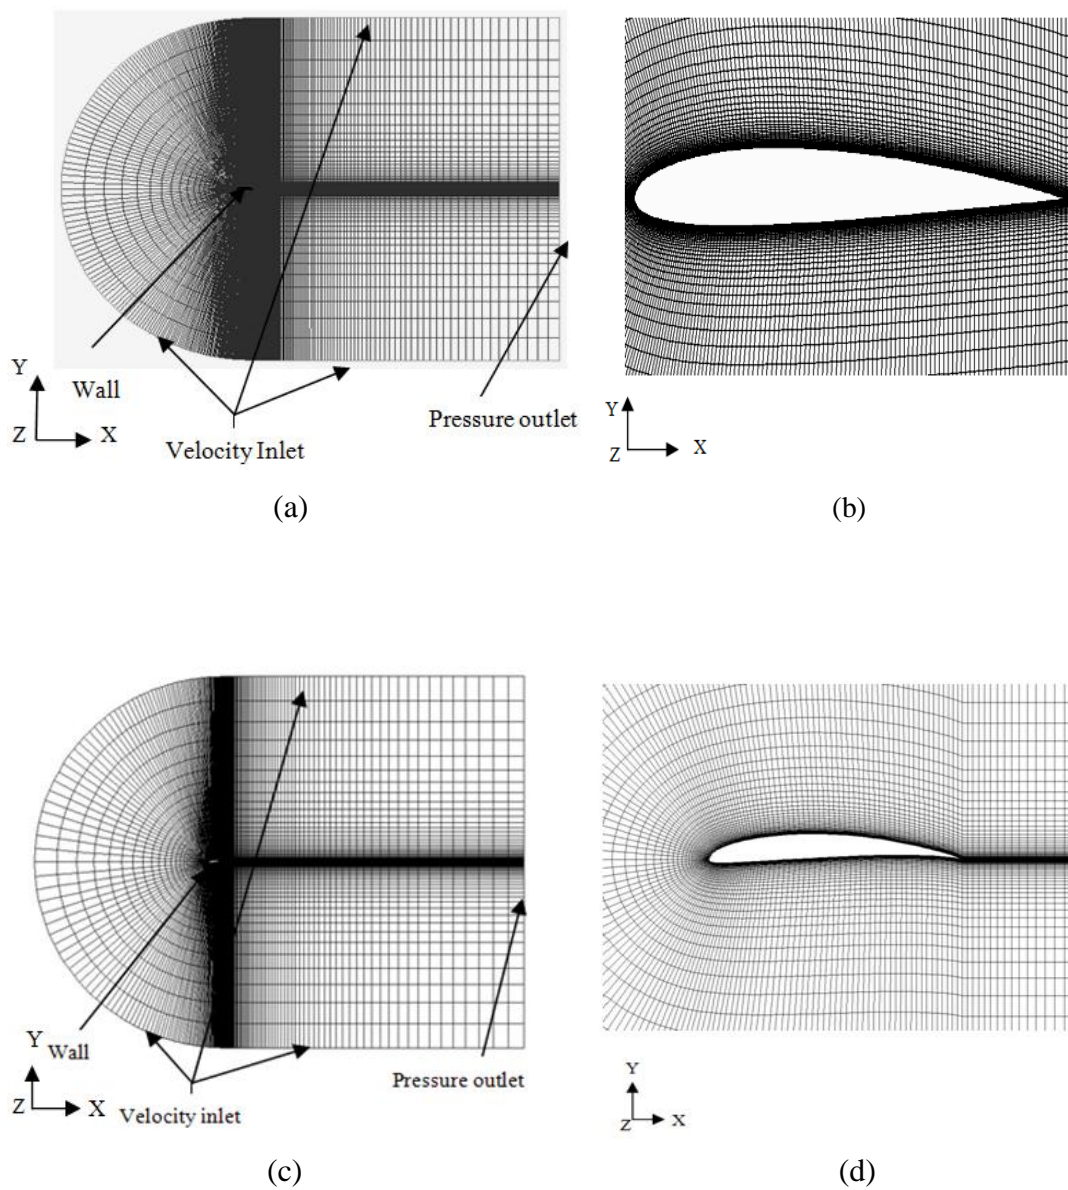 Y
Wall
Z X
Velocity Inlet
Pressure outlet
(a)
Y
Z X
(b)
Y
Wall
Z X
Velocity inlet
Pressure outlet
(c)
Y
Z X
(d)